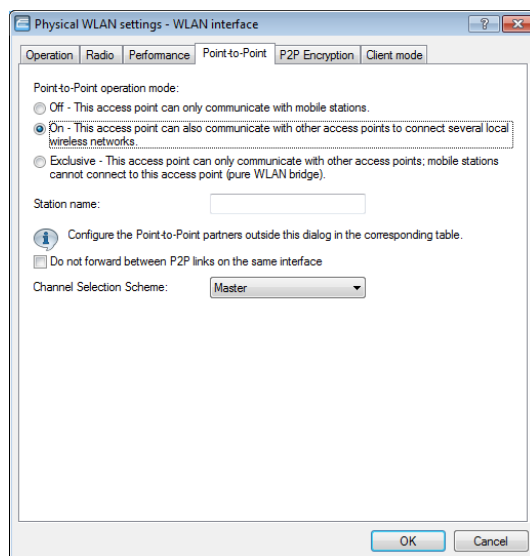 Physical WLAN settings - WLAN interface
Operation Radio Performance Point-to-Point P2P Encryption Client mode
Point-to-Point operation mode:
Off - This access point can only communicate with mobile stations.
On - This access point can also communicate with other access points to connect several local
wireless networks.
Exclusive - This access point can only communicate with other access points; mobile stations
cannot connect to this access point (pure WLAN bridge).
Station name:
Configure the Point-to-Point partners outside this dialog in the corresponding table.
Do not forward between P2P links on the same interface
Channel Selection Scheme: Master
OK Cancel